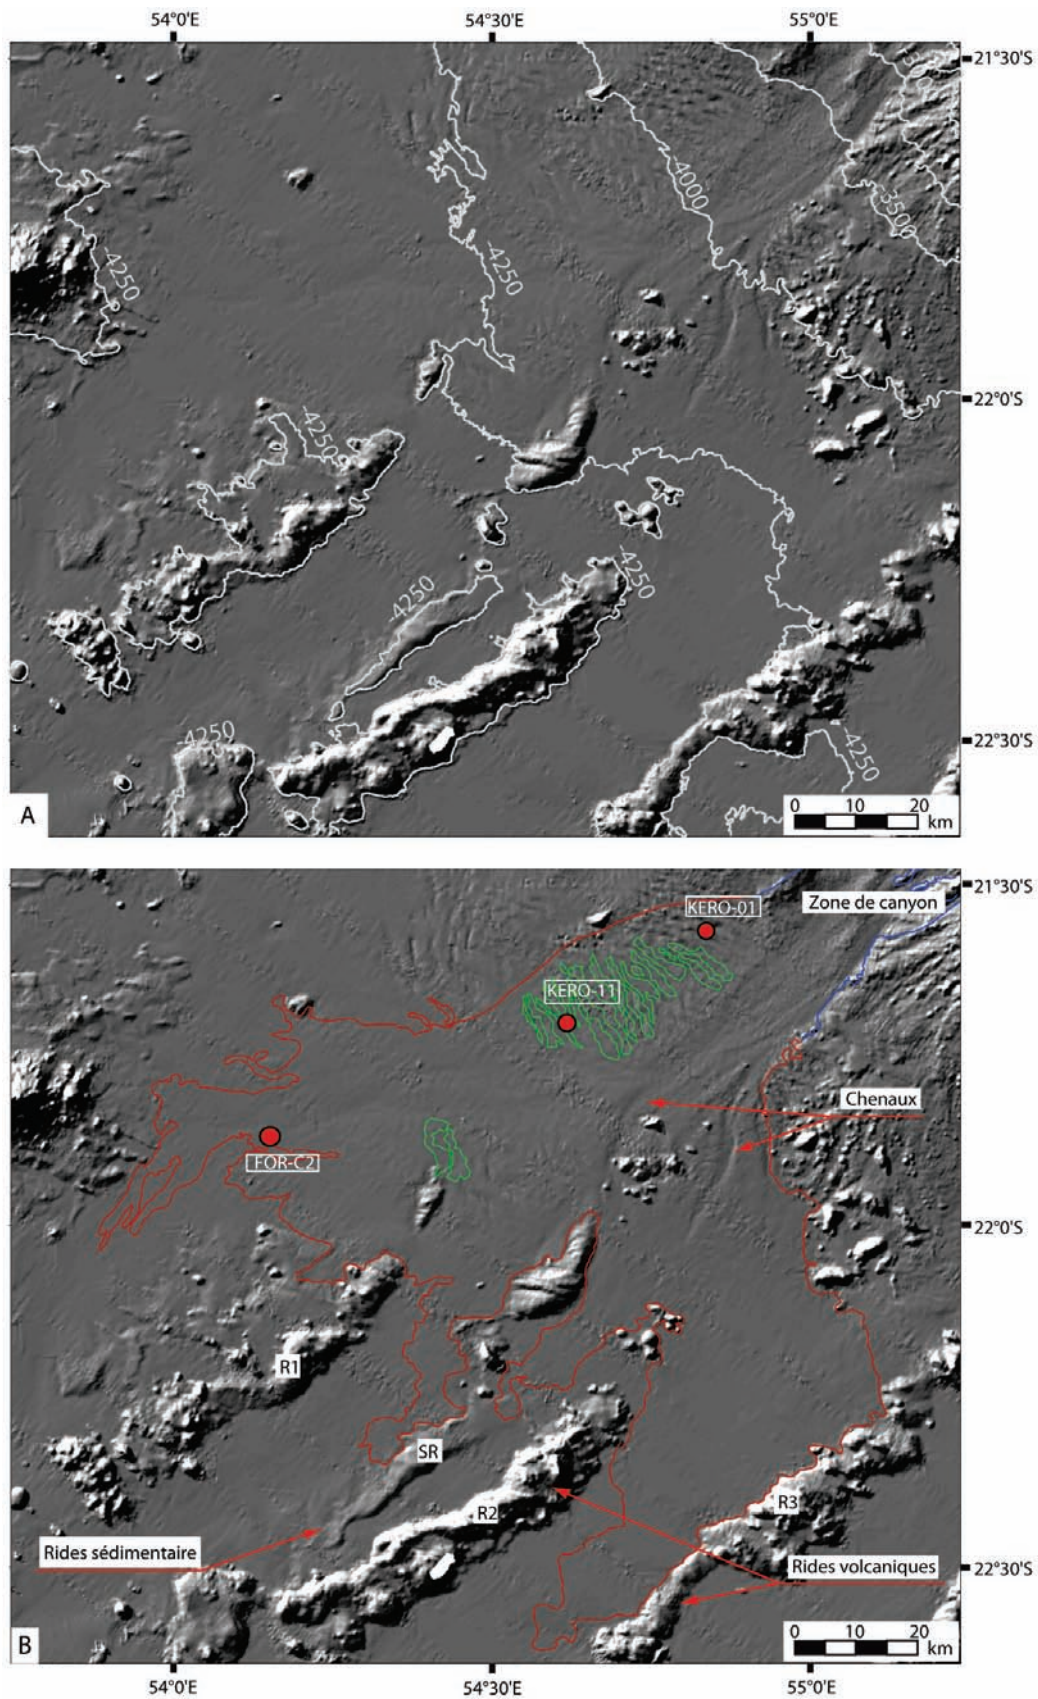 54°0'E 54°30'E 55°0'E
21°30'S
-4000
-3500
-4250
-4250
22°0'S
-4250
-4250
-4250
-4250
22°30'S
-4250
A
0 10 20
km
21°30'S
KERO-01
Zone de canyon
KERO-11
Chenaux
FOR-C2
22°0'S
R1
SR
R3
R2
Rides sédimentaire
Rides volcaniques
22°30'S
B
0 10 20
km
54°0'E 54°30'E 55°0'E